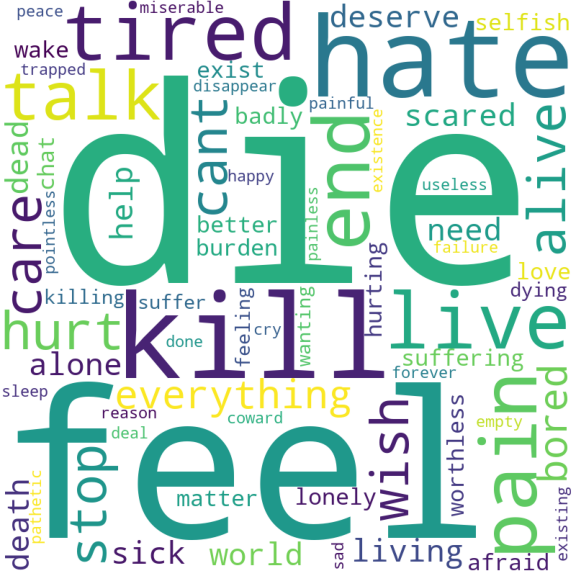 peace
miserable
tired
deserve
selfish
wake
hate
trapped
exist
talk
disappear
painful
scared
badly
dead
chat
cant
die
end
existence
alive
care
pointless
help
happy
useless
better
painless
need
failure
burden
hurting
love
killing
suffer
dying
hurt
kill
feeling
cry
wanting
live
done
alone
suffering
forever
sleep
everything
reason
deal
coward
feel
wish
worthless
pain
empty
bored
stop
matter
lonely
death
pathetic
sick
world
sad
living
afraid
existing